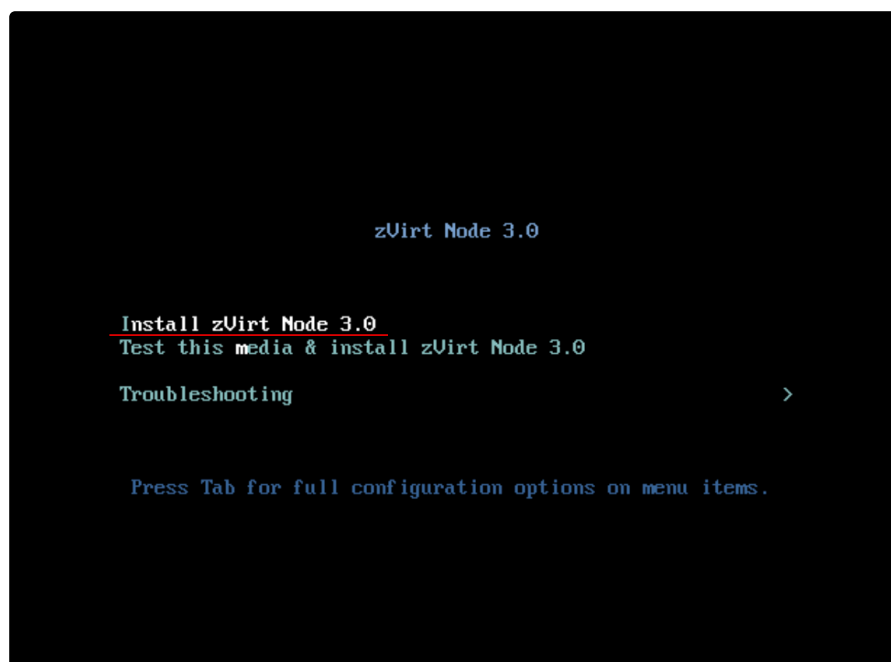 zVirt Node 3.0
Install zVirt Node 3.0
Test this media & install zVirt Node 3.0
Troubleshooting >
Press Tab for full configuration options on menu items.